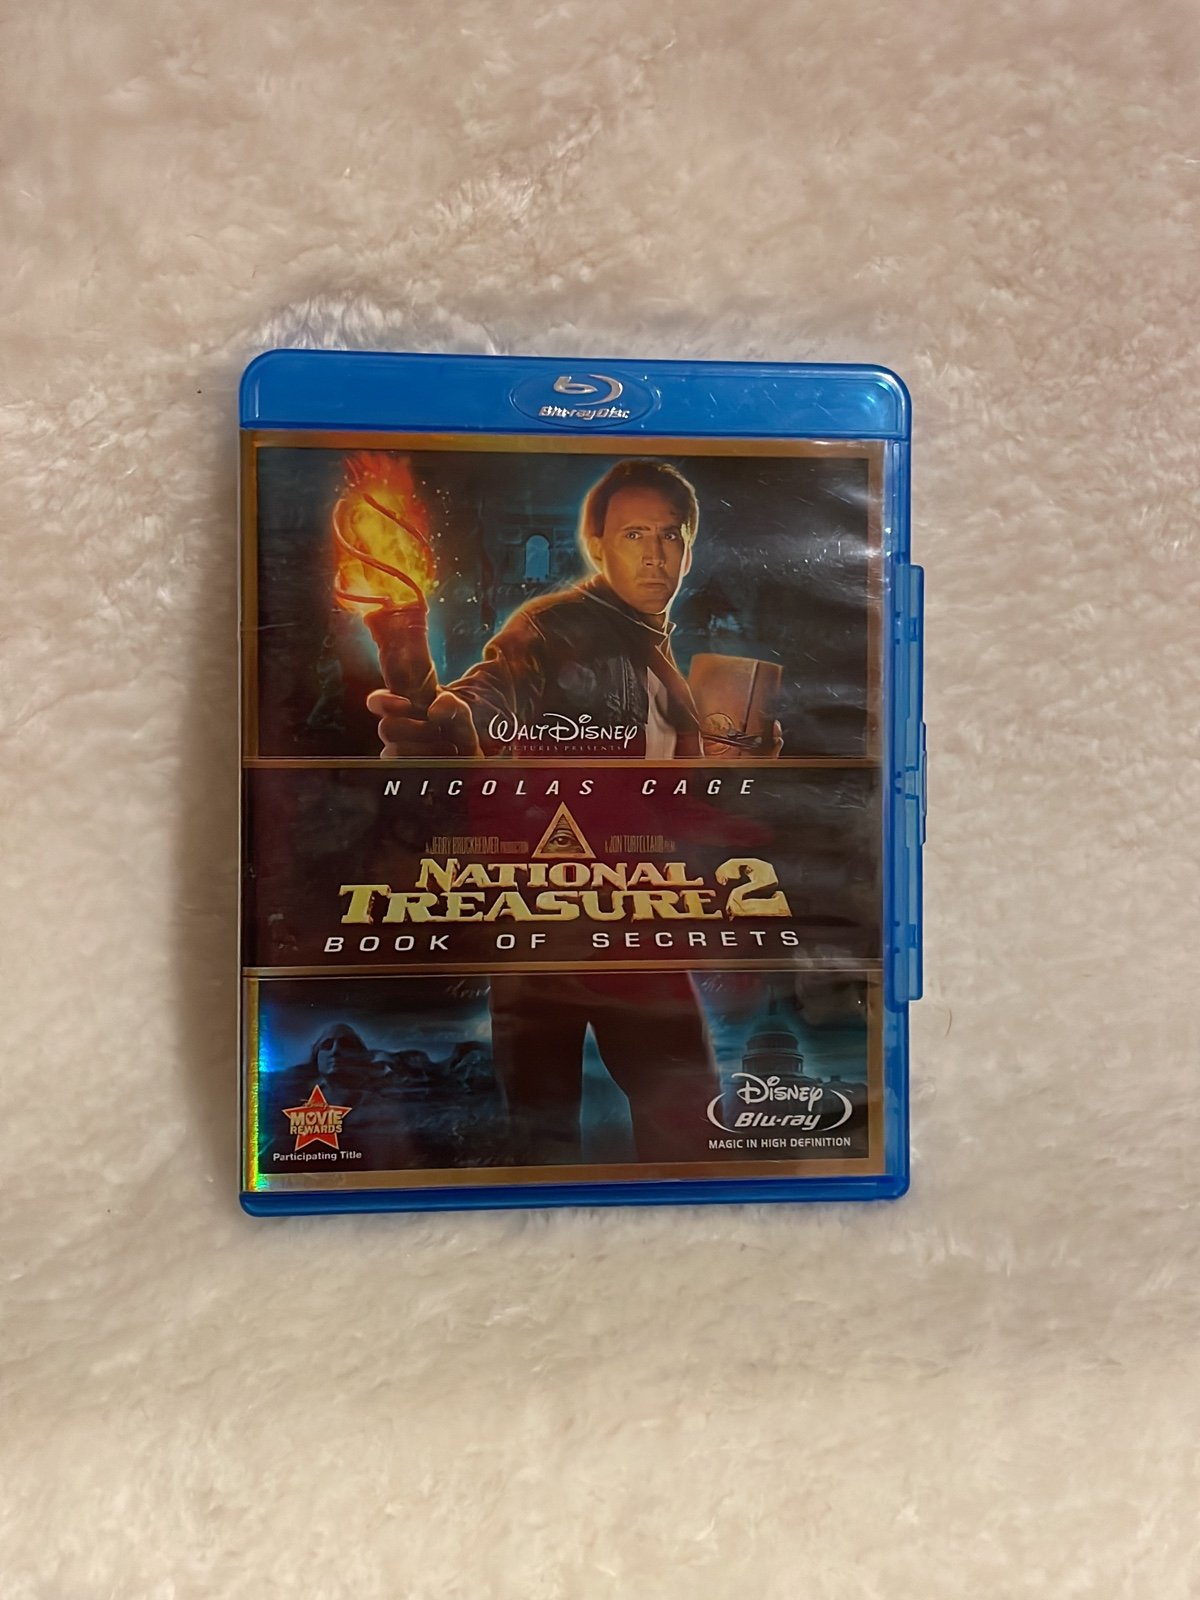 Blu-ray Disc
WALT DISNEY
PICTURES PRESENTS
NICOLAS CAGE
A JERRY BRUCKHEIMER PRODUCTION A JON TURTELTAUB FILM
NATIONAL
TREASURE 2
BOOK OF SECRETS
Disney
MOVIE
REWARDS
Participating Title
DISNEY
Blu-ray
MAGIC IN HIGH DEFINITION